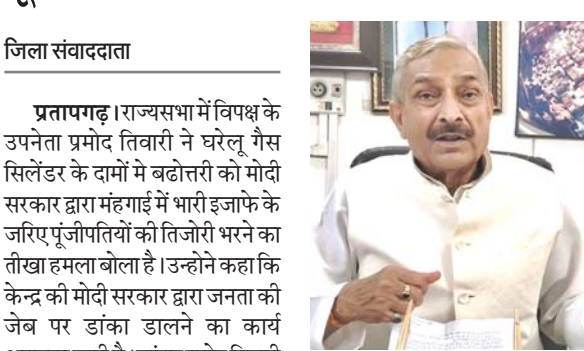 जिला संवाददाता
प्रतापगढ़। राज्यसभा में विपक्ष के
उपनेता प्रमोद तिवारी ने घरेलू गैस
सिलेंडर के दामों मे बढोत्तरी को मोदी
सरकार द्वारा मंहगाई में भारी इजाफे के
जरिए पूंजीपतियों की तिजोरी भरने का
तीखा हमला बोला है। उन्होने कहा कि
केन्द्र की मोदी सरकार द्वारा जनता की
जेब पर डांका डालने का कार्य